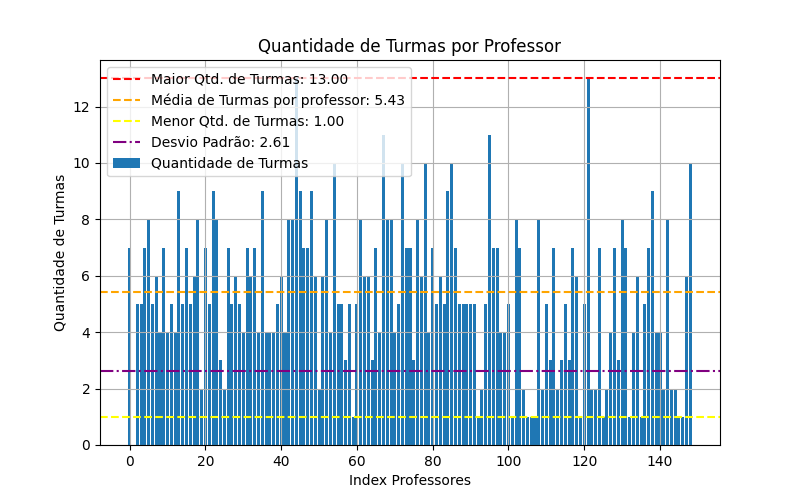 Quantidade de Turmas por Professor
Maior Qtd. de Turmas: 13.00
Média de Turmas por professor: 5.43
Menor Qtd. de Turmas: 1.00
Desvio Padrão: 2.61
Quantidade de Turmas
Quantidade de Turmas
12
10
8
6
4
2
0
0 20 40 60 80 100 120 140
Index Professores